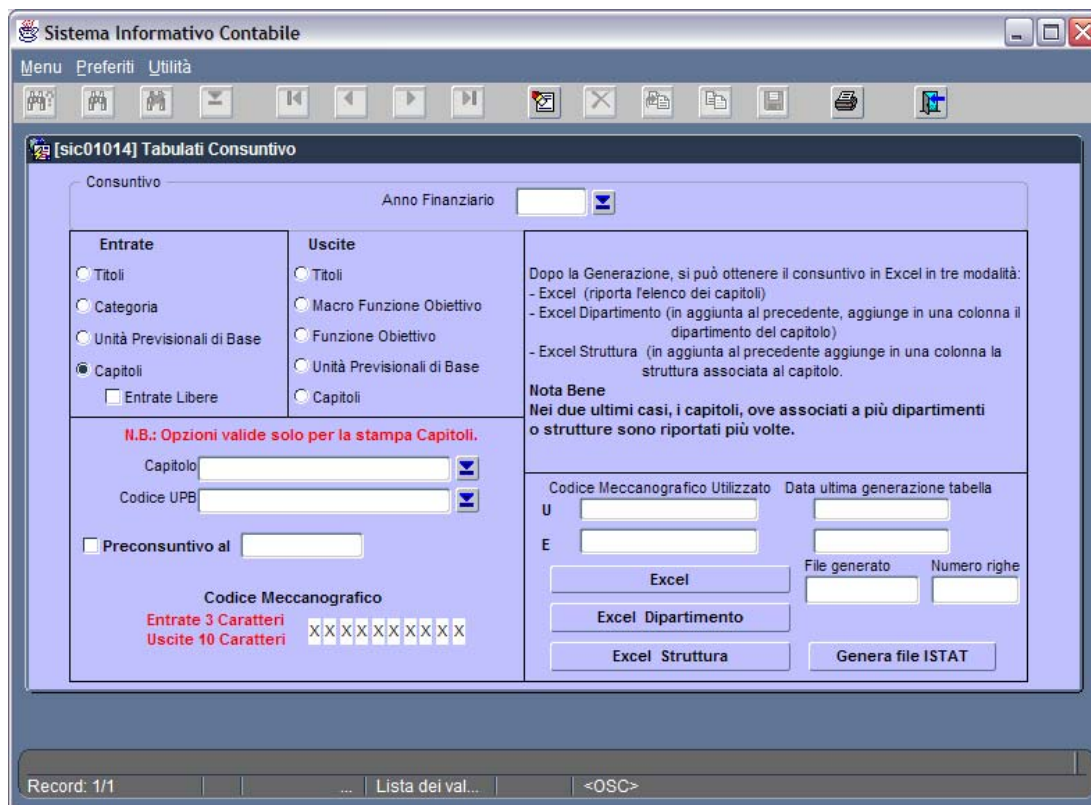 Sistema Informativo Contabile
Menu Preferiti Utilità
[sic01014] Tabulati Consuntivo
Consuntivo
Anno Finanziario
Entrate
Titoli
Categoria
Unità Previsionali di Base
Capitoli
Entrate Libere
Uscite
Titoli
Macro Funzione Obiettivo
Funzione Obiettivo
Unità Previsionali di Base
Capitoli
Dopo la Generazione, si può ottenere il consuntivo in Excel in tre modalità:
- Excel (riporta l'elenco dei capitoli)
- Excel Dipartimento (in aggiunta al precedente, aggiunge in una colonna il
dipartimento del capitolo)
- Excel Struttura (in aggiunta al precedente aggiunge in una colonna la
struttura associata al capitolo.
Nota Bene
Nei due ultimi casi, i capitoli, ove associati a più dipartimenti
o strutture sono riportati più volte.
N.B.: Opzioni valide solo per la stampa Capitoli.
Capitolo
Codice UPB
Preconsuntivo al
Codice Meccanografico
Entrate 3 Caratteri
Uscite 10 Caratteri
X X X X X X X X X X
Codice Meccanografico Utilizzato Data ultima generazione tabella
U
E
File generato Numero righe
Excel
Excel Dipartimento
Excel Struttura
Genera file ISTAT
Record: 1/1 ... Lista dei val... <OSC>